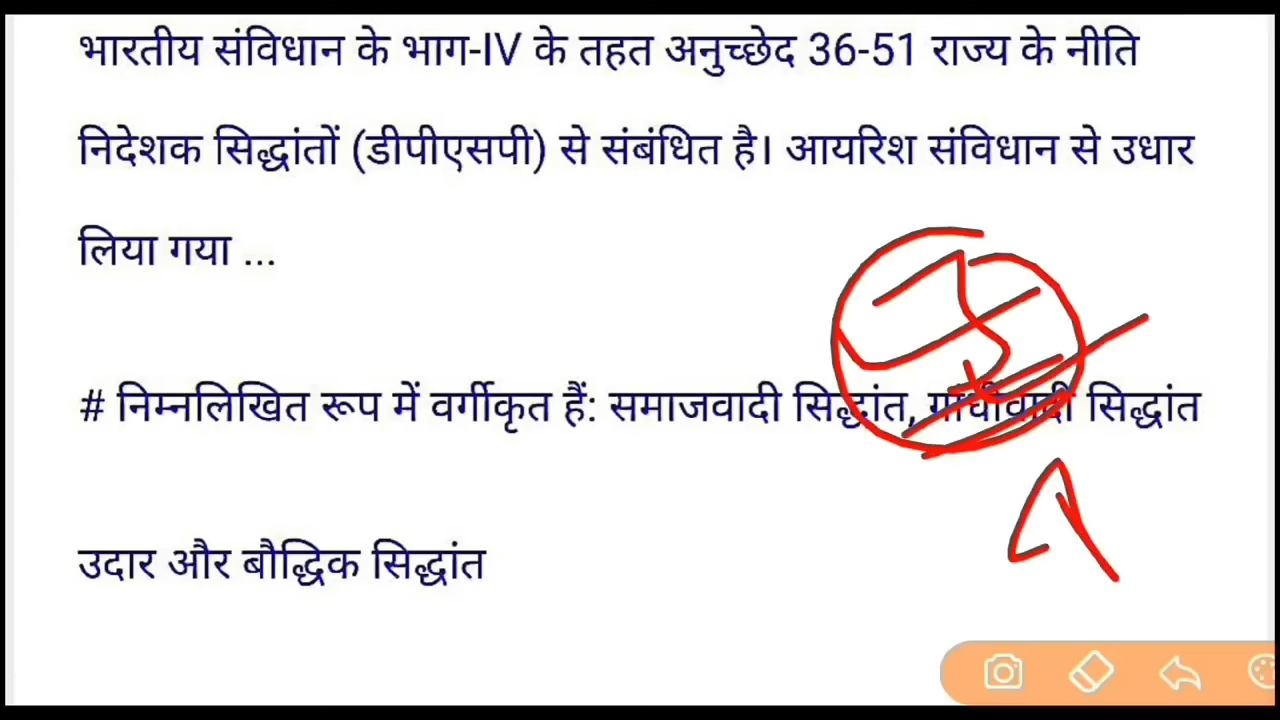 भारतीय संविधान के भाग-IV के तहत अनुच्छेद 36-51 राज्य के नीति
निदेशक सिद्धांतों (डीपीएसपी) से संबंधित है। आयरिश संविधान से उधार
लिया गया ...
# निम्नलिखित रूप में वर्गीकृत हैं: समाजवादी सिद्धांत, गांधीवादी सिद्धांत
उदार और बौद्धिक सिद्धांत